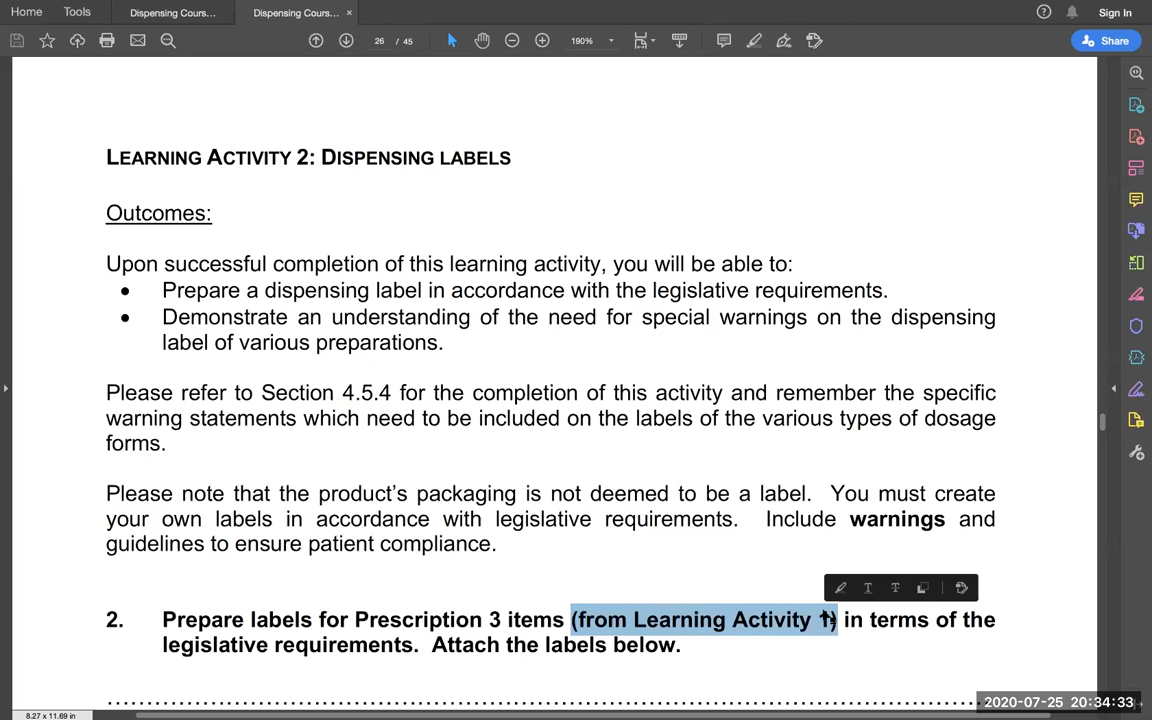 Home Tools Dispensing Cours... Dispensing Cours... × Sign In
26 / 45 190% Share
LEARNING ACTIVITY 2: DISPENSING LABELS
Outcomes:
Upon successful completion of this learning activity, you will be able to:
• Prepare a dispensing label in accordance with the legislative requirements.
• Demonstrate an understanding of the need for special warnings on the dispensing
label of various preparations.
Please refer to Section 4.5.4 for the completion of this activity and remember the specific
warning statements which need to be included on the labels of the various types of dosage
forms.
Please note that the product's packaging is not deemed to be a label. You must create
your own labels in accordance with legislative requirements. Include warnings and
guidelines to ensure patient compliance.
2. Prepare labels for Prescription 3 items (from Learning Activity 1) in terms of the
legislative requirements. Attach the labels below.
2020-07-25 20:34:33
8.27 x 11.69 in